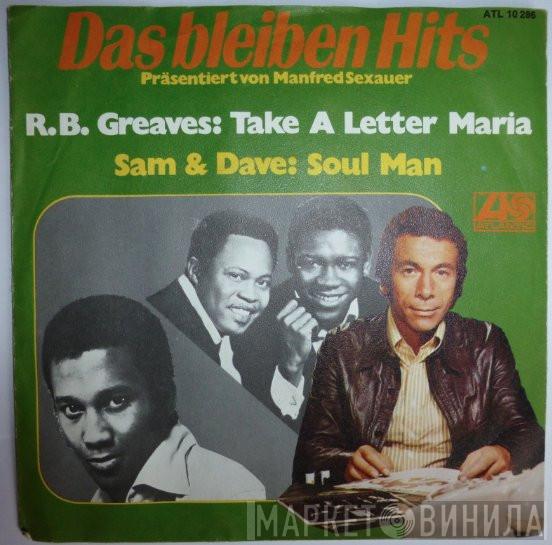 ATL 10 286
Das bleiben Hits
Präsentiert von Manfred Sexauer
R.B. Greaves: Take A Letter Maria
Sam & Dave: Soul Man
ATLANTIC
МАРКЕТ ВИНИЛА